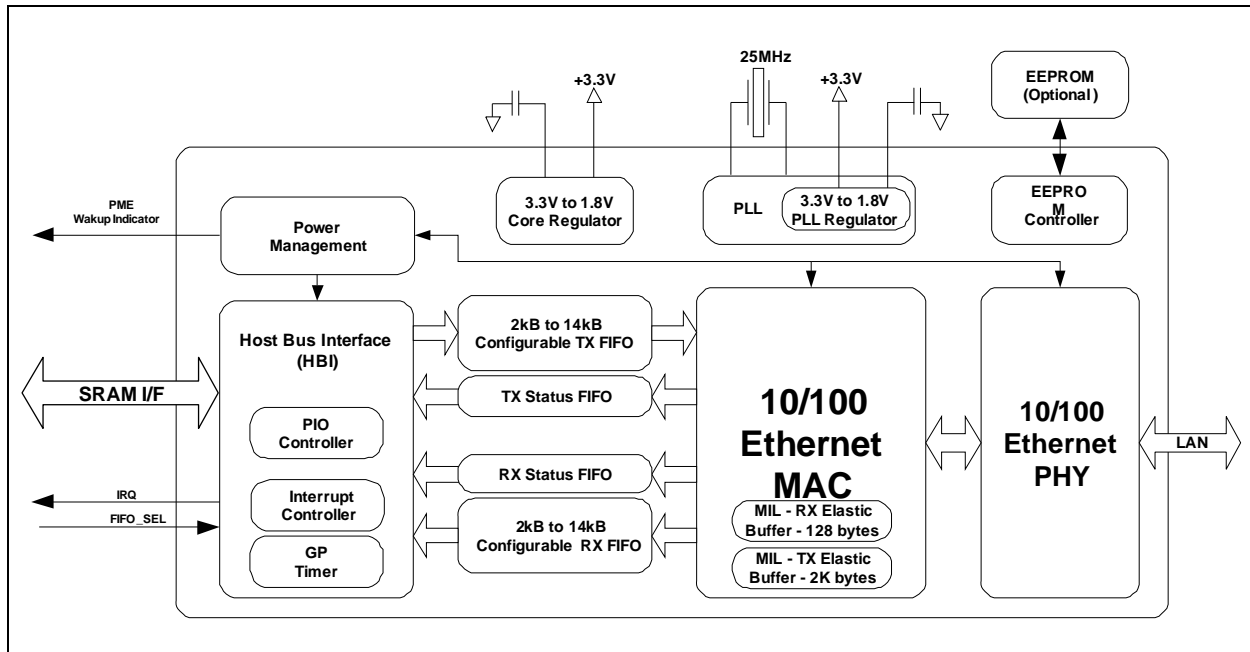 25MHz
+3.3V
+3.3V
EEPROM
(Optional)
PME
Wakup Indicator
Power
Management
3.3V to 1.8V
Core Regulator
PLL
3.3V to 1.8V
PLL Regulator
EEPRO
M
Controller
Host Bus Interface
(HBI)
2kB to 14kB
Configurable TX FIFO
SRAM I/F
TX Status FIFO
PIO
Controller
10/100
Ethernet
MAC
10/100
Ethernet
PHY
LAN
RX Status FIFO
IRQ
FIFO_SEL
Interrupt
Controller
2kB to 14kB
Configurable RX FIFO
MIL - RX Elastic
Buffer - 128 bytes
GP
Timer
MIL - TX Elastic
Buffer - 2K bytes